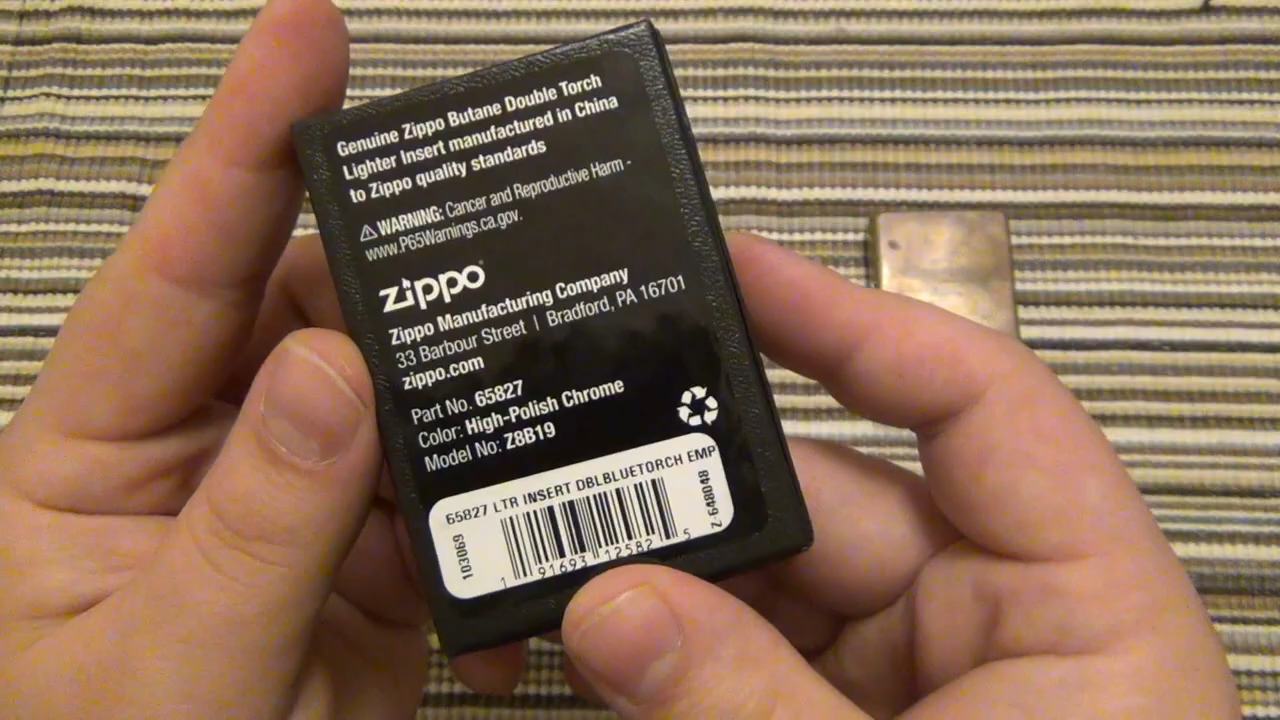 Genuine Zippo Butane Double Torch
Lighter Insert manufactured in China
to Zippo quality standards
⚠WARNING: Cancer and Reproductive Harm -
www.P65Warnings.ca.gov.
zippo
Zippo Manufacturing Company
33 Barbour Street | Bradford, PA 16701
zippo.com
Part No. 65827
Color: High-Polish Chrome
Model No: Z8B19
65827 LTR INSERT DBLBLUETORCH EMP
103069
Z-648048
1 91693 12582 5